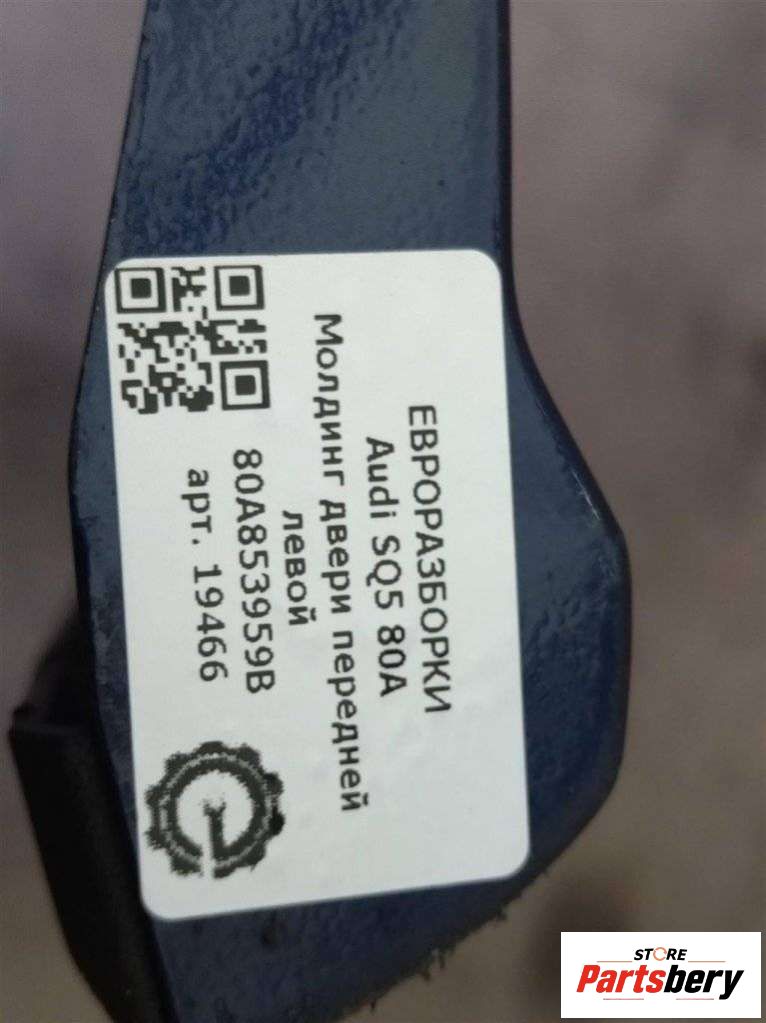 ЕВРОРАЗБОРКИ
Audi SQ5 80A
Молдинг двери передней
левой
80A853959B
арт. 19466
STORE
Partsbery